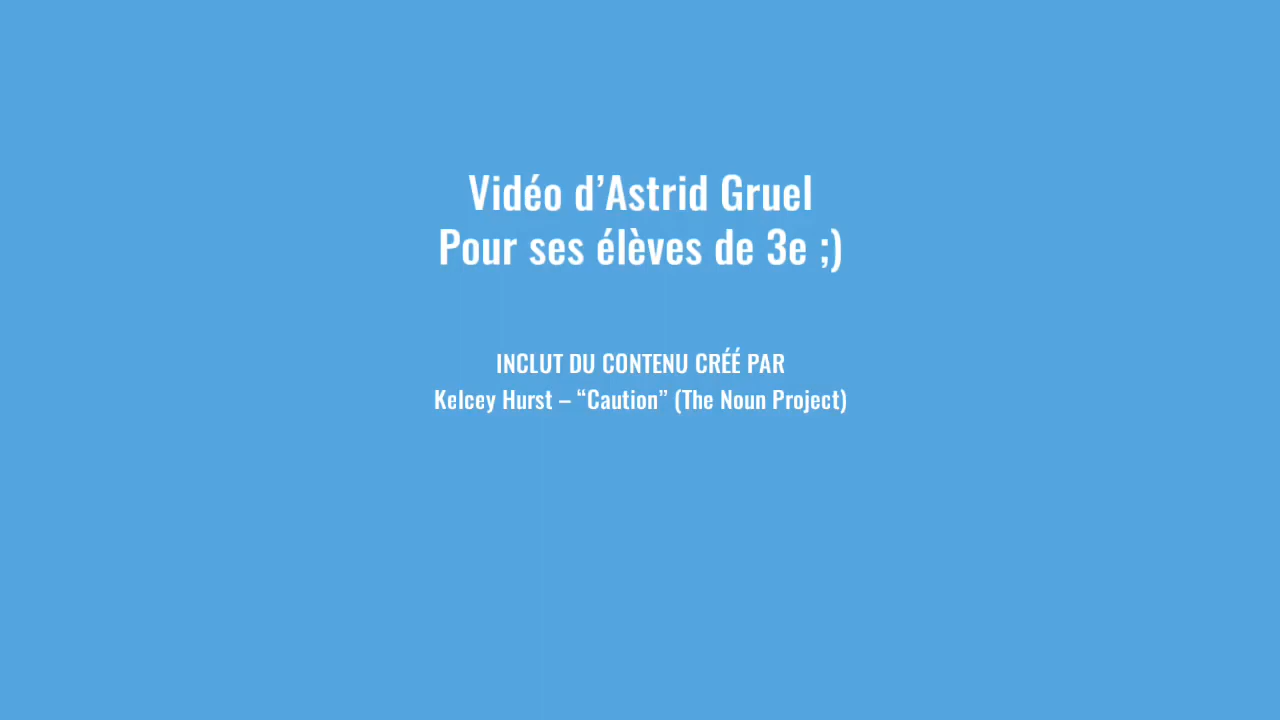 Vidéo d’Astrid Gruel
Pour ses élèves de 3e ;)
INCLUT DU CONTENU CRÉÉ PAR
Kelcey Hurst – “Caution” (The Noun Project)